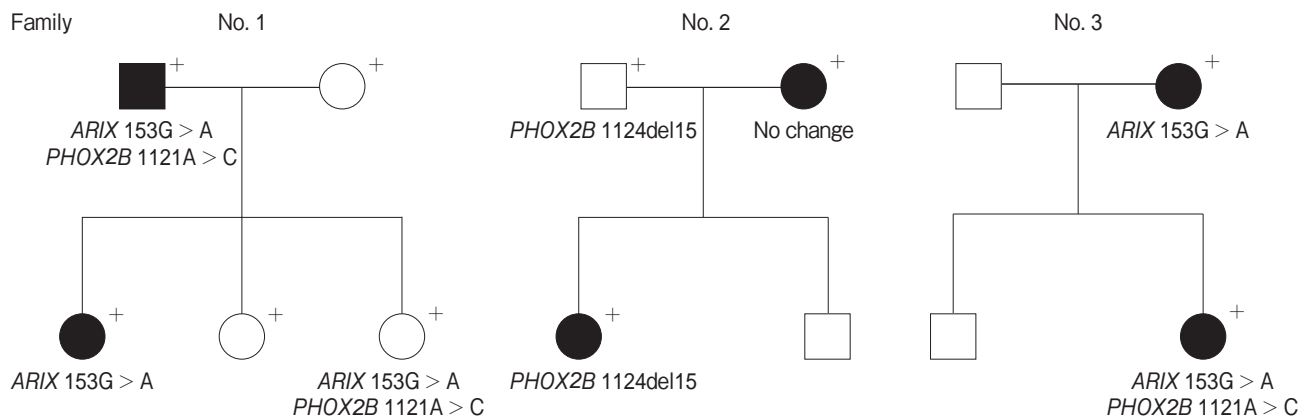 Family No. 1 No. 2 No. 3
+ + + + +
ARIX 153G > A PHOX2B 1124del15 No change ARIX 153G > A
PHOX2B 1121A > C
+ + + + +
ARIX 153G > A ARIX 153G > A PHOX2B 1124del15 ARIX 153G > A
PHOX2B 1121A > C PHOX2B 1121A > C